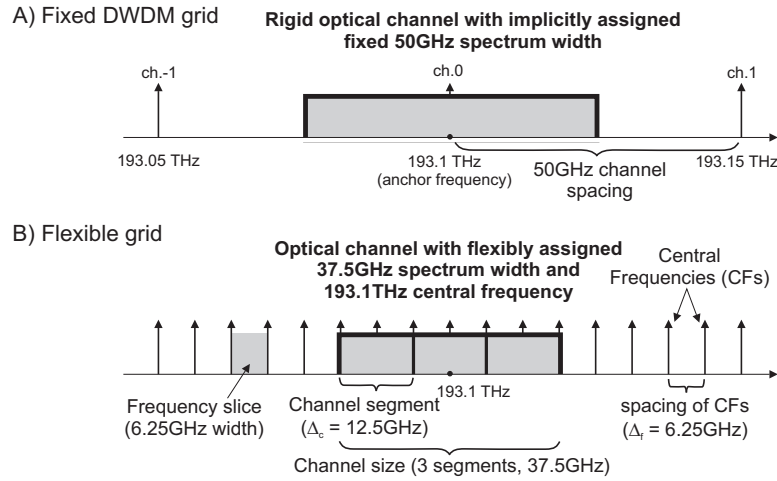 A) Fixed DWDM grid
Rigid optical channel with implicitly assigned
fixed 50GHz spectrum width
ch.-1
ch.0
ch.1
193.05 THz
193.1 THz
(anchor frequency)
50GHz channel
spacing
193.15 THz
B) Flexible grid
Optical channel with flexibly assigned
37.5GHz spectrum width and
193.1THz central frequency
Central
Frequencies (CFs)
193.1 THz
Frequency slice
(6.25GHz width)
Channel segment
(Δc = 12.5GHz)
spacing of CFs
(Δf = 6.25GHz)
Channel size (3 segments, 37.5GHz)